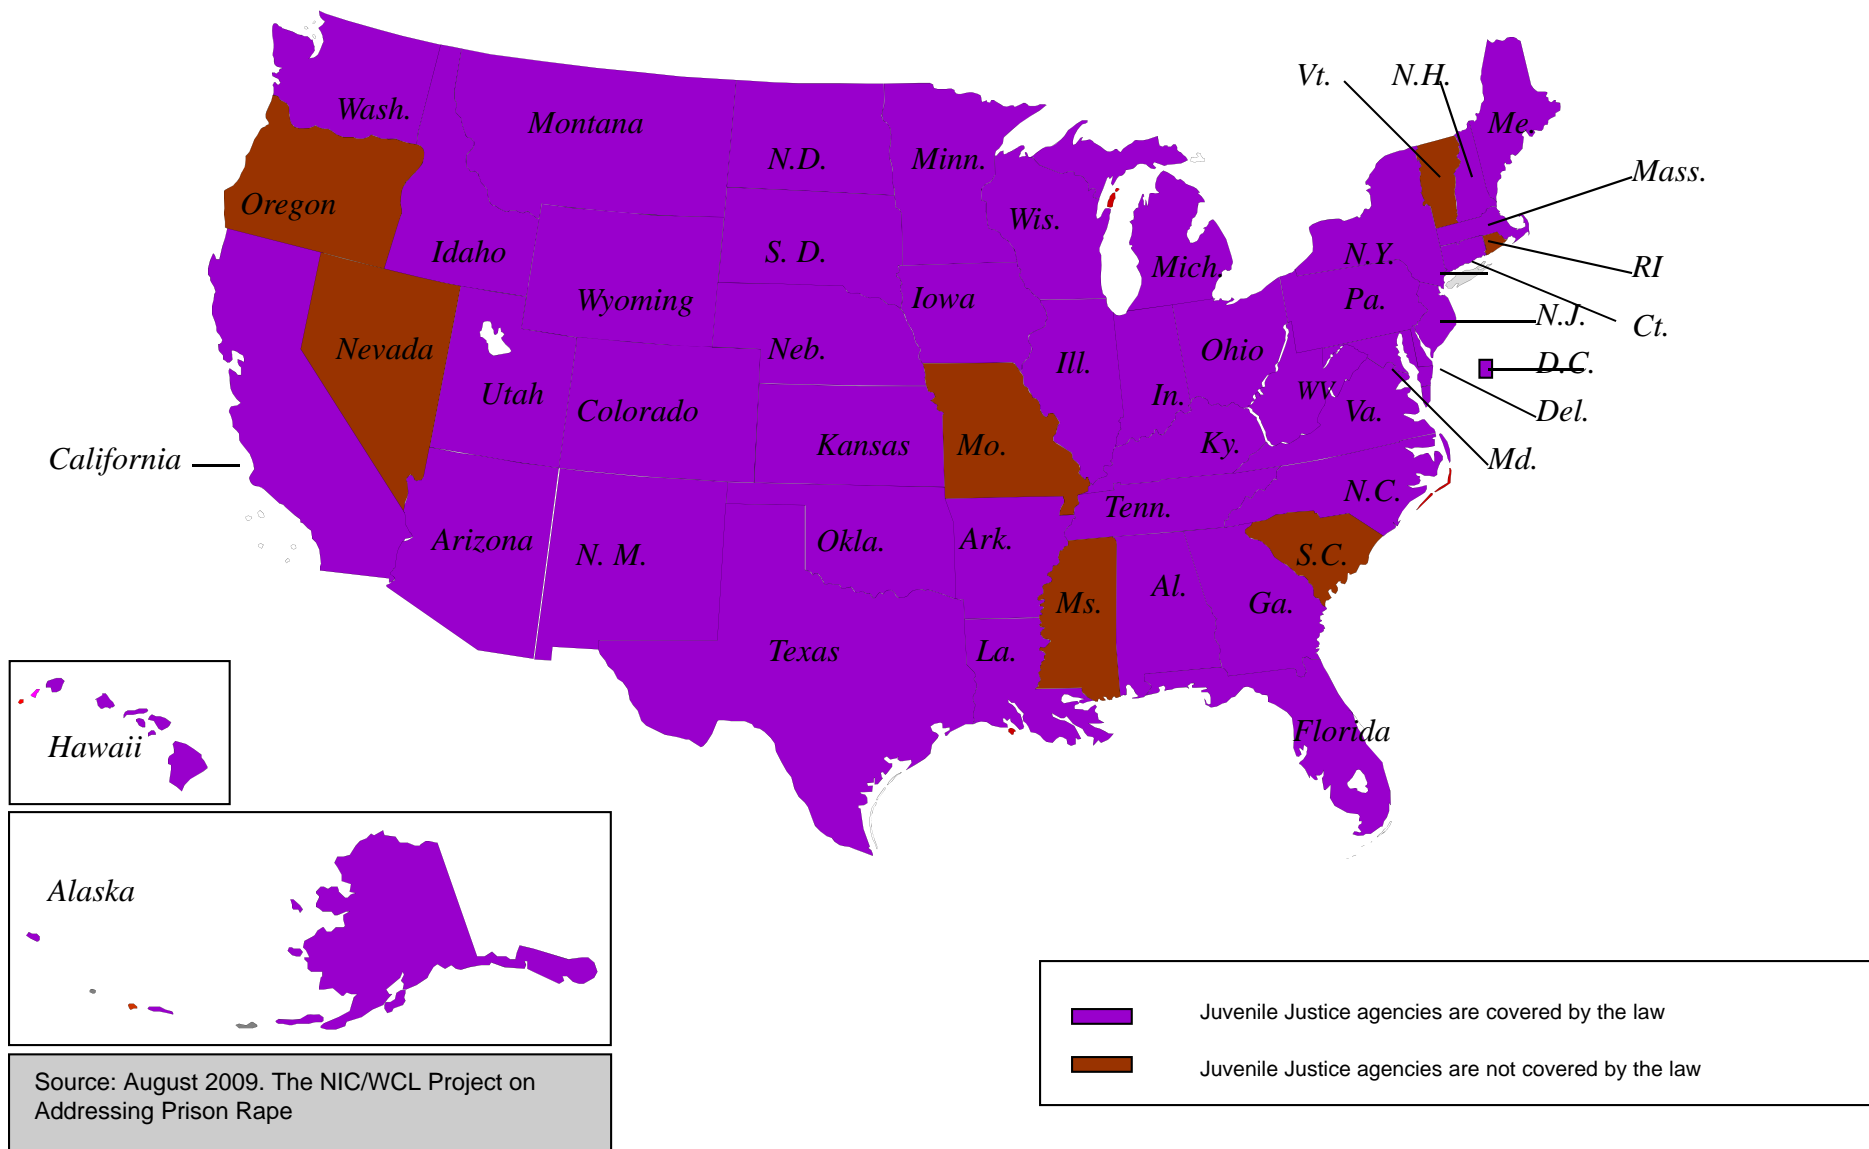 Vt.
N.H.
Wash.
Montana
Me.
N.D.
Minn.
Mass.
Oregon
Wis.
Idaho
S. D.
N.Y.
Mich.
RI
Wyoming
Iowa
Pa.
N.J.
Ct.
Nevada
Neb.
Ohio
Ill.
D.C.
Utah
Colorado
In.
WV
Va.
Del.
California
Kansas
Mo.
Ky.
Md.
N.C.
Tenn.
Arizona
N. M.
Okla.
Ark.
S.C.
Al.
Ms.
Ga.
Texas
La.
Florida
Hawaii
Alaska
Juvenile Justice agencies are covered by the law
Juvenile Justice agencies are not covered by the law
Source: August 2009. The NIC/WCL Project on
Addressing Prison Rape